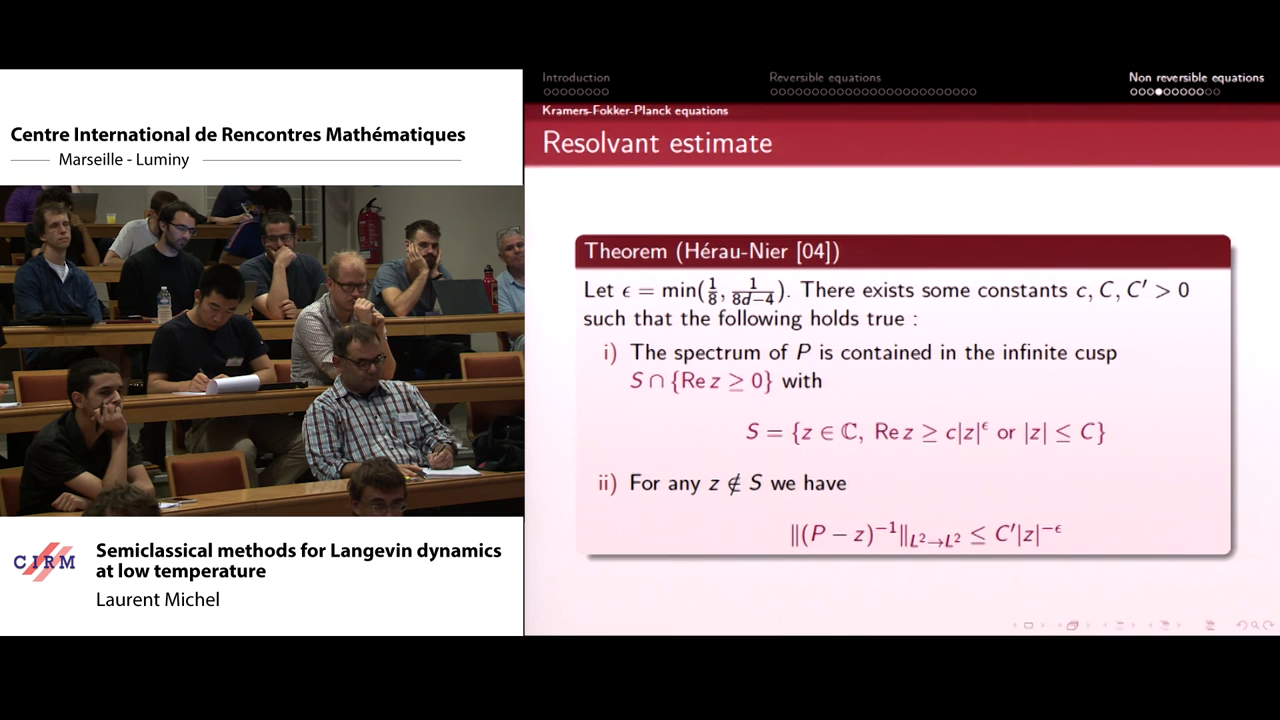 Centre International de Rencontres Mathématiques
Marseille - Luminy
CIRM
Semiclassical methods for Langevin dynamics
at low temperature
Laurent Michel
Introduction
Reversible equations
Non reversible equations
Kramers-Fokker-Planck equations
Resolvant estimate
Theorem (Hérau-Nier [04])
Let ϵ = min(1/8, 1/(8d−4)). There exists some constants c, C, C′ > 0
such that the following holds true :
i) The spectrum of P is contained in the infinite cusp
S ∩ {Re z ≥ 0} with
S = {z ∈ ℂ, Re z ≥ c|z|^ϵ or |z| ≤ C}
ii) For any z ∉ S we have
‖(P − z)^{−1}‖_{L²→L²} ≤ C′|z|^{−ϵ}